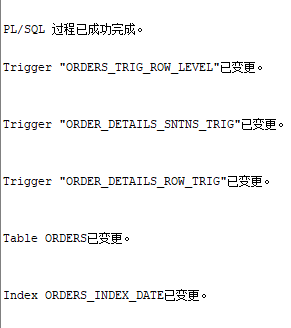 PL/SQL 过程已成功完成。
Trigger "ORDERS_TRIG_ROW_LEVEL"已变更。
Trigger "ORDER_DETAILS_SNTNS_TRIG"已变更。
Trigger "ORDER_DETAILS_ROW_TRIG"已变更。
Table ORDERS已变更。
Index ORDERS_INDEX_DATE已变更。